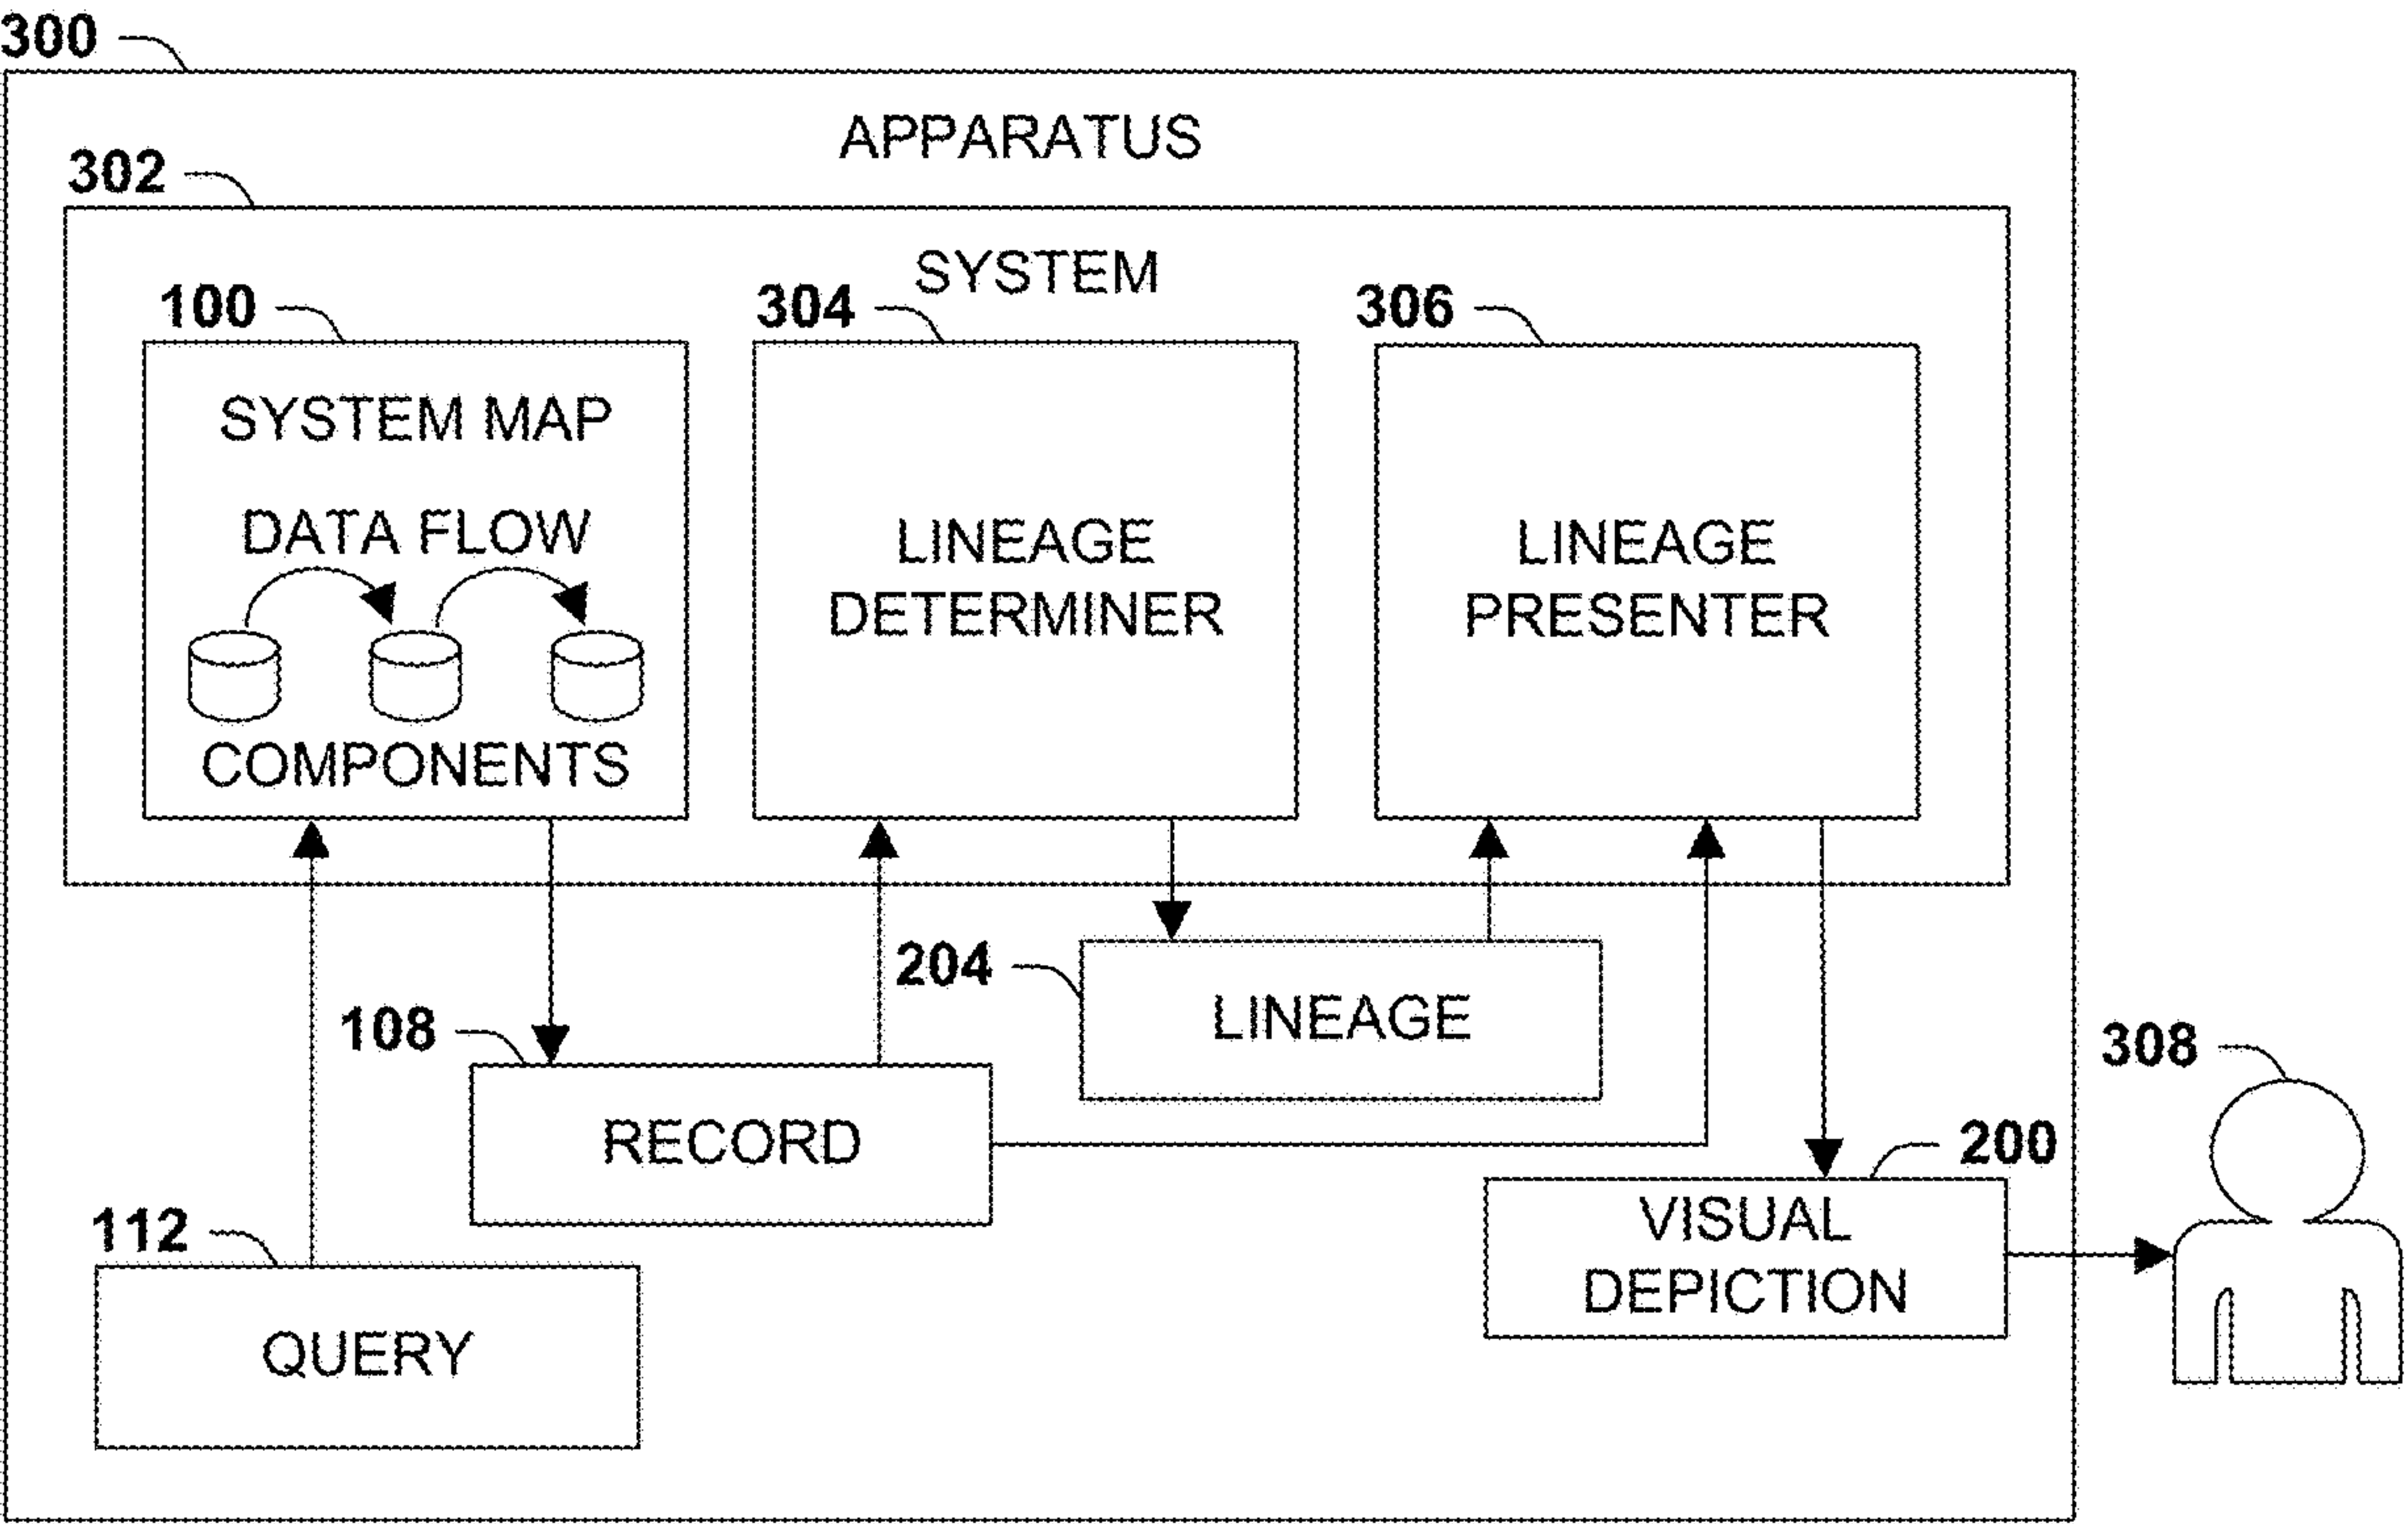 300
APPARATUS
302
SYSTEM
100
304
306
SYSTEM MAP
DATA FLOW
COMPONENTS
LINEAGE
DETERMINER
LINEAGE
PRESENTER
204
LINEAGE
108
RECORD
308
200
VISUAL
DEPICTION
112
QUERY